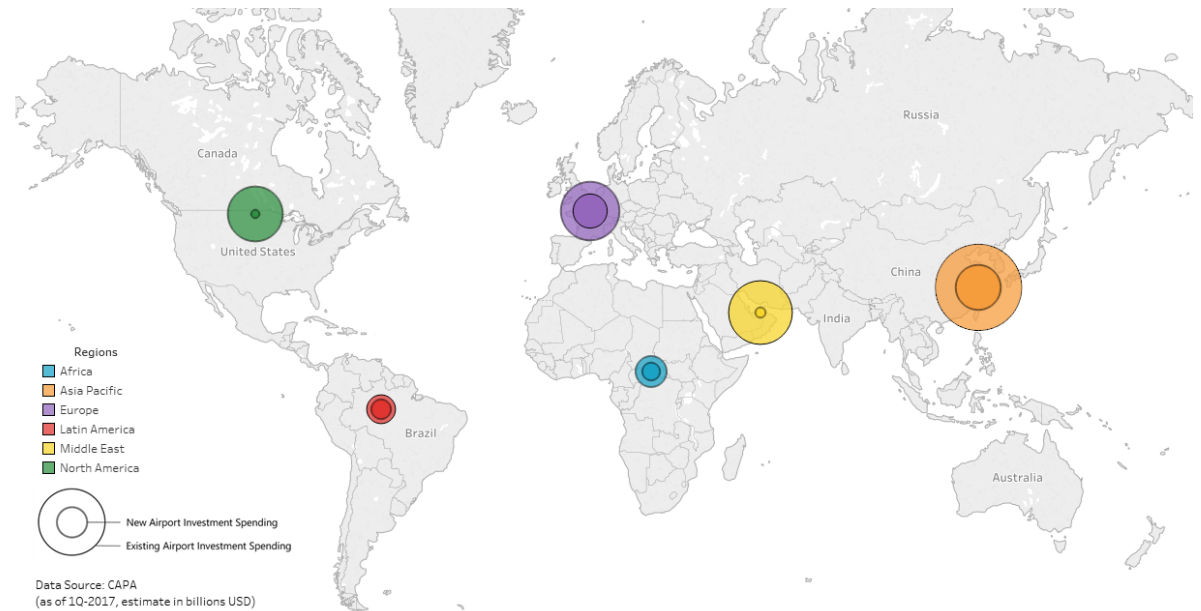 Russia
Canada
United States
China
India
Brazil
Australia
Regions
Africa
Asia Pacific
Europe
Latin America
Middle East
North America
New Airport Investment Spending
Existing Airport Investment Spending
Data Source: CAPA
(as of 1Q-2017, estimate in billions USD)